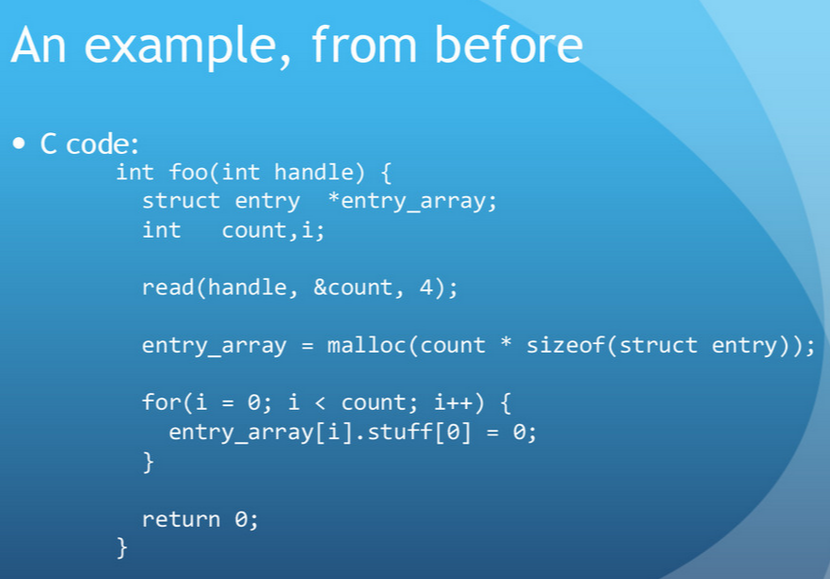 An example, from before
• C code:
int foo(int handle) {
  struct entry  *entry_array;
  int   count,i;
  read(handle, &count, 4);
  entry_array = malloc(count * sizeof(struct entry));
  for(i = 0; i < count; i++) {
    entry_array[i].stuff[0] = 0;
  }
  return 0;
}